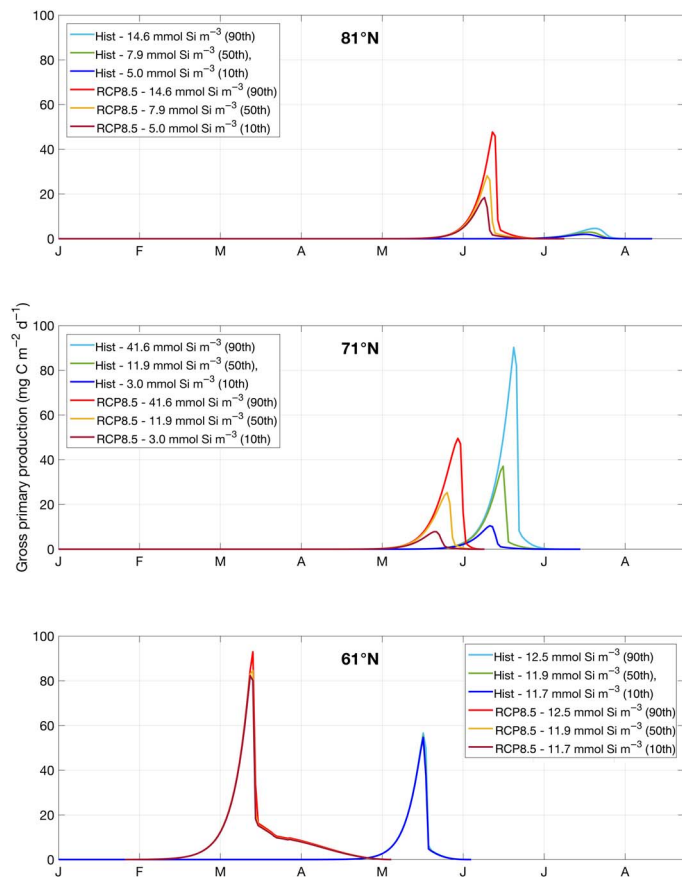 Gross primary production (mg C m⁻² d⁻¹)
81°N
Hist - 14.6 mmol Si m⁻³ (90th)
Hist - 7.9 mmol Si m⁻³ (50th),
Hist - 5.0 mmol Si m⁻³ (10th)
RCP8.5 - 14.6 mmol Si m⁻³ (90th)
RCP8.5 - 7.9 mmol Si m⁻³ (50th)
RCP8.5 - 5.0 mmol Si m⁻³ (10th)
100
80
60
40
20
0
J F M A M J J A
71°N
Hist - 41.6 mmol Si m⁻³ (90th)
Hist - 11.9 mmol Si m⁻³ (50th),
Hist - 3.0 mmol Si m⁻³ (10th)
RCP8.5 - 41.6 mmol Si m⁻³ (90th)
RCP8.5 - 11.9 mmol Si m⁻³ (50th)
RCP8.5 - 3.0 mmol Si m⁻³ (10th)
100
80
60
40
20
0
J F M A M J J A
61°N
Hist - 12.5 mmol Si m⁻³ (90th)
Hist - 11.9 mmol Si m⁻³ (50th),
Hist - 11.7 mmol Si m⁻³ (10th)
RCP8.5 - 12.5 mmol Si m⁻³ (90th)
RCP8.5 - 11.9 mmol Si m⁻³ (50th)
RCP8.5 - 11.7 mmol Si m⁻³ (10th)
100
80
60
40
20
0
J F M A M J J A